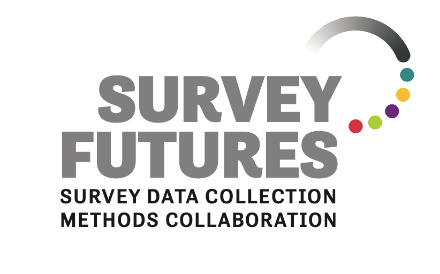 SURVEY
FUTURES
SURVEY DATA COLLECTION
METHODS COLLABORATION